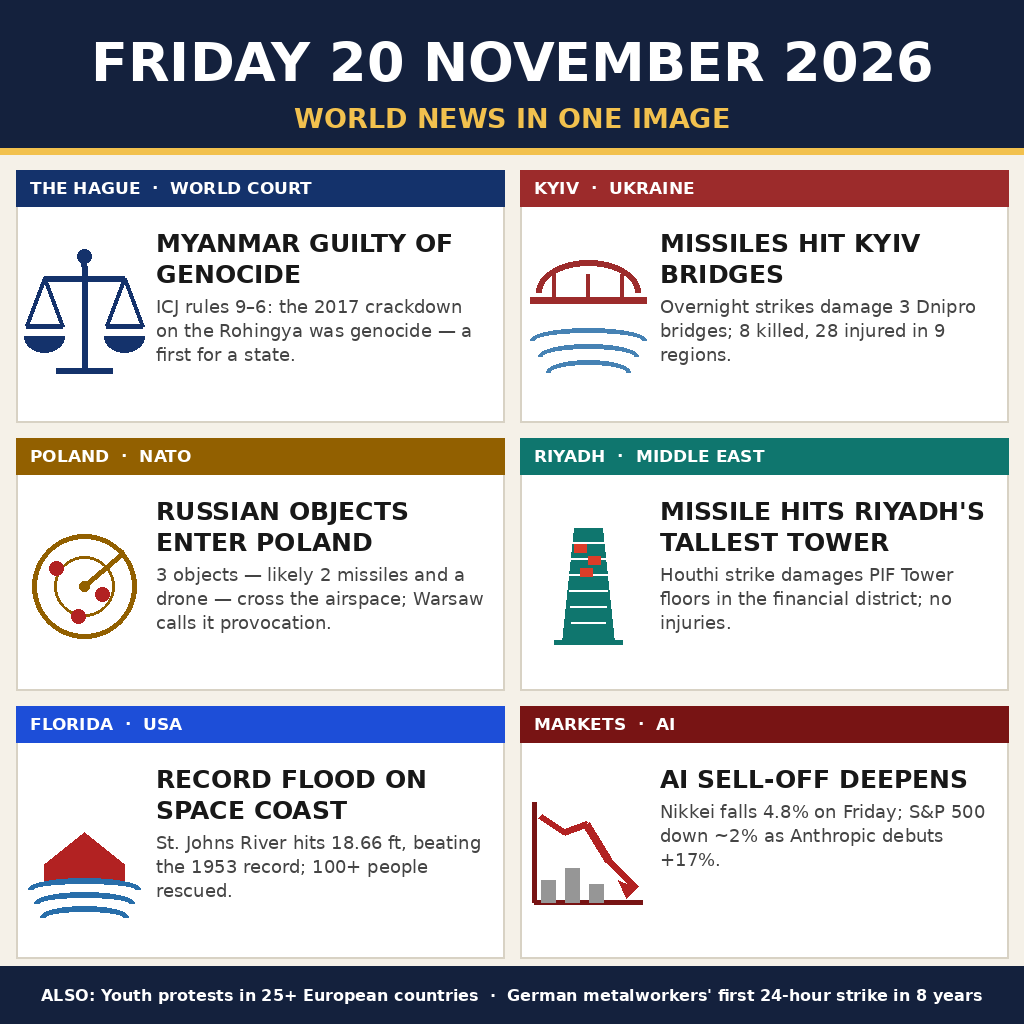 FRIDAY 20 NOVEMBER 2026
WORLD NEWS IN ONE IMAGE
THE HAGUE · WORLD COURT
MYANMAR GUILTY OF
GENOCIDE
ICJ rules 9–6: the 2017 crackdown
on the Rohingya was genocide — a
first for a state.
KYIV · UKRAINE
MISSILES HIT KYIV
BRIDGES
Overnight strikes damage 3 Dnipro
bridges; 8 killed, 28 injured in 9
regions.
POLAND · NATO
RUSSIAN OBJECTS
ENTER POLAND
3 objects — likely 2 missiles and a
drone — cross the airspace; Warsaw
calls it provocation.
RIYADH · MIDDLE EAST
MISSILE HITS RIYADH'S
TALLEST TOWER
Houthi strike damages PIF Tower
floors in the financial district; no
injuries.
FLORIDA · USA
RECORD FLOOD ON
SPACE COAST
St. Johns River hits 18.66 ft, beating
the 1953 record; 100+ people
rescued.
MARKETS · AI
AI SELL-OFF DEEPENS
Nikkei falls 4.8% on Friday; S&P 500
down ~2% as Anthropic debuts
+17%.
ALSO: Youth protests in 25+ European countries · German metalworkers' first 24-hour strike in 8 years